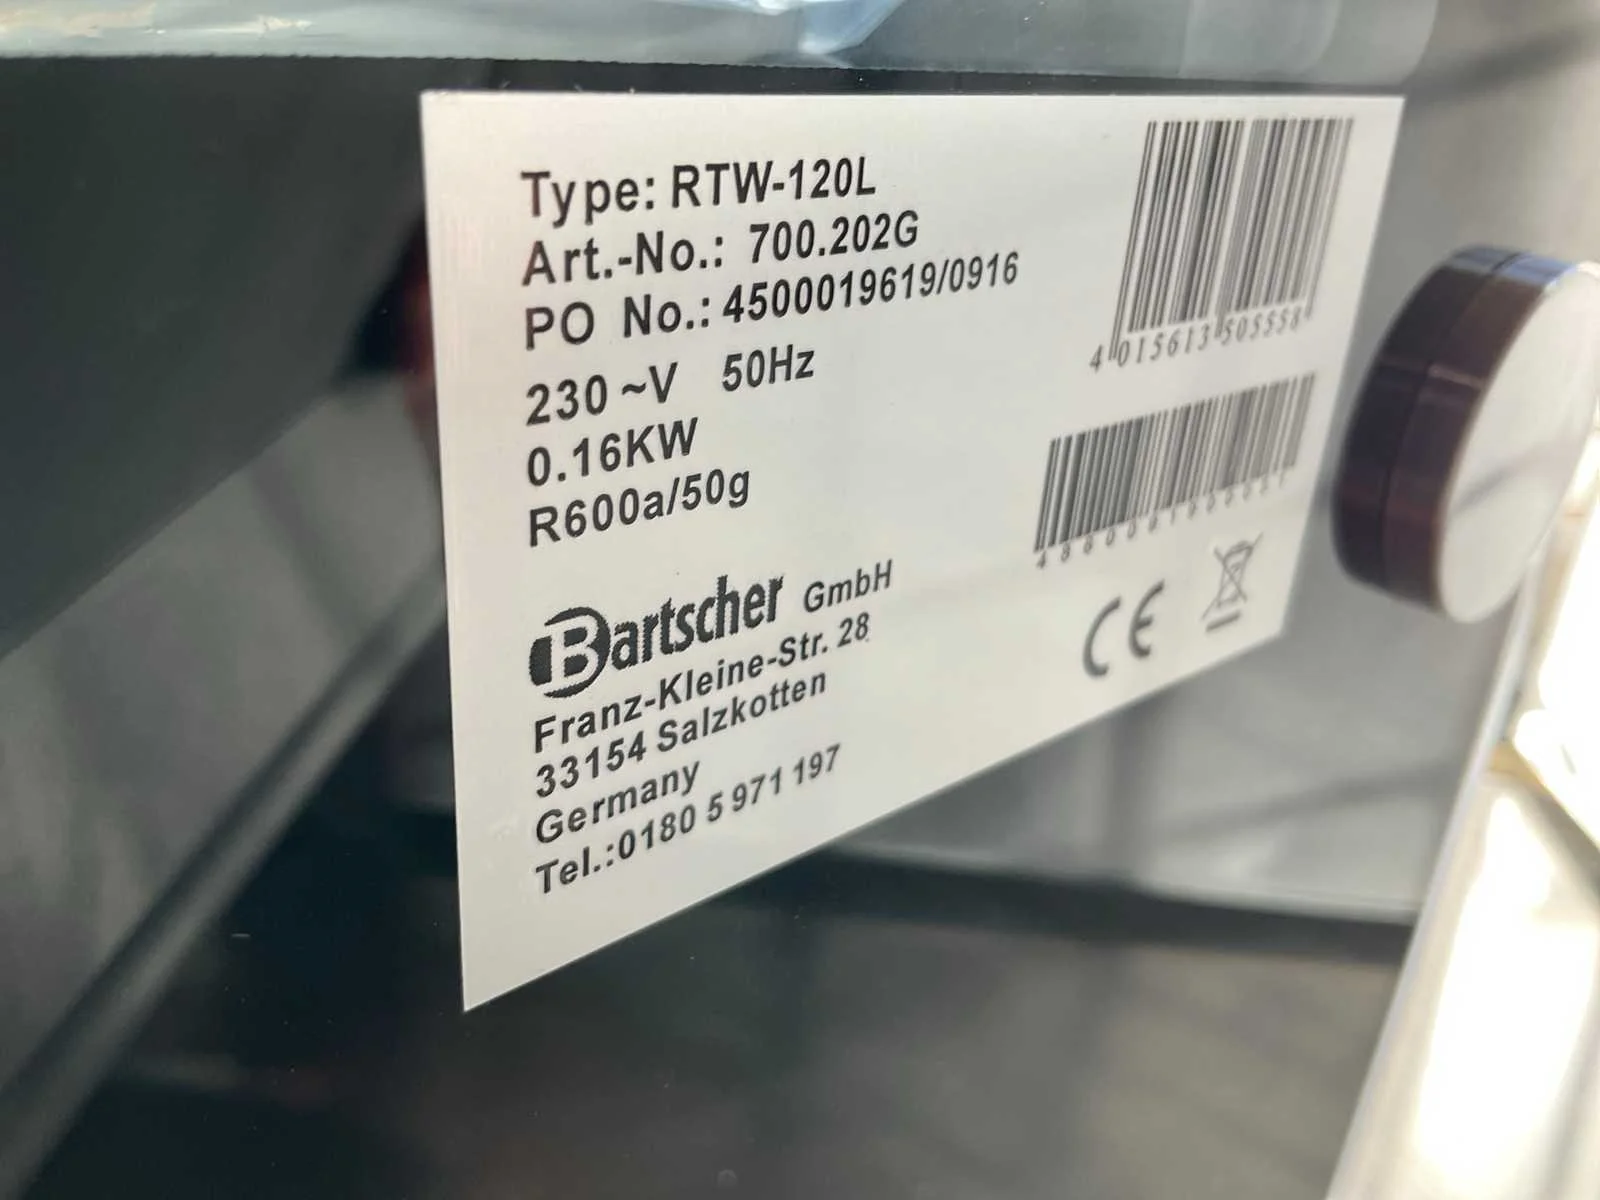 Type: RTW-120L
Art.-No.: 700.202G
PO No.: 4500019619/0916
230 ~V 50Hz
0.16KW
R600a/50g
Bartscher GmbH
Franz-Kleine-Str. 28
33154 Salzkotten
Germany
Tel.:0180 5 971 197
4 015613 505558
CE